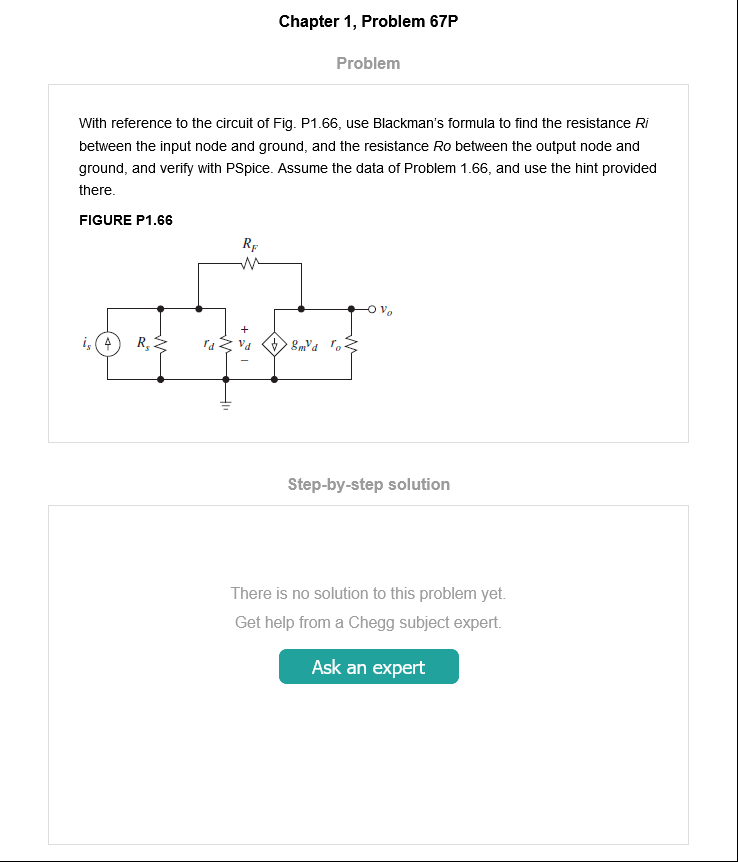 Chapter 1, Problem 67P
Problem
With reference to the circuit of Fig. P1.66, use Blackman's formula to find the resistance Ri
between the input node and ground, and the resistance Ro between the output node and
ground, and verify with PSpice. Assume the data of Problem 1.66, and use the hint provided
there.
FIGURE P1.66
R_F
v_o
+
i_s R_s r_d v_d g_m v_d r_o
−
Step-by-step solution
There is no solution to this problem yet.
Get help from a Chegg subject expert.
Ask an expert